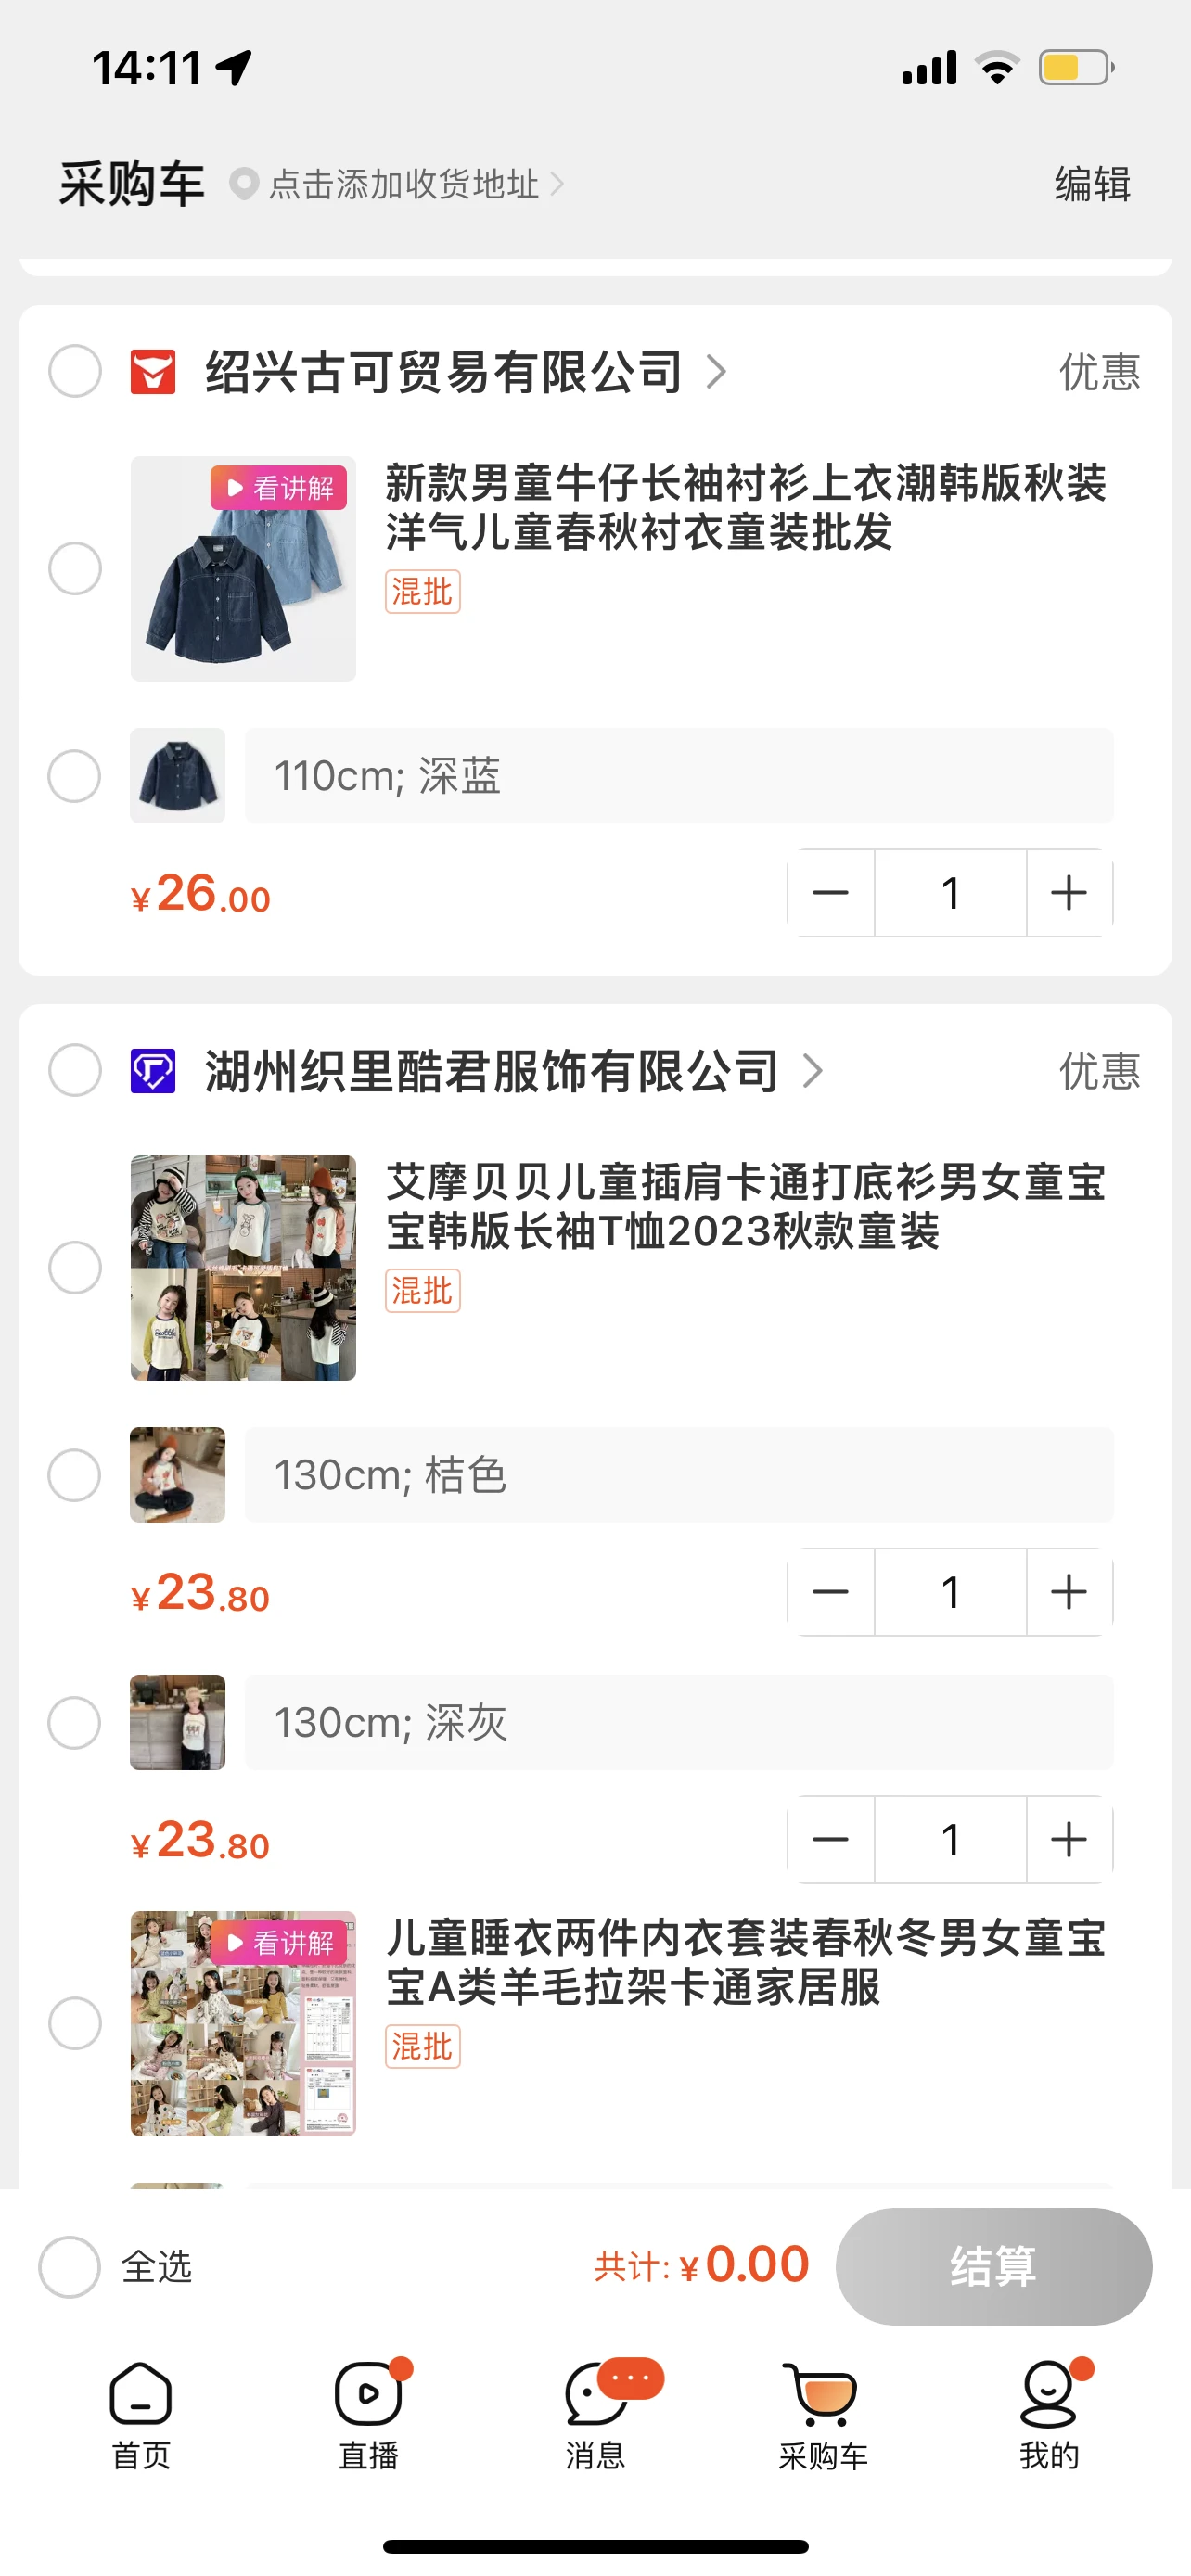 14:11
采购车 点击添加收货地址
编辑
绍兴古可贸易有限公司
优惠
看讲解
新款男童牛仔长袖衬衫上衣潮韩版秋装
洋气儿童春秋衬衣童装批发
混批
110cm; 深蓝
¥26.00
1
湖州织里酷君服饰有限公司
优惠
艾摩贝贝儿童插肩卡通打底衫男女童宝
宝韩版长袖T恤2023秋款童装
混批
130cm; 桔色
¥23.80
1
130cm; 深灰
¥23.80
1
看讲解
儿童睡衣两件内衣套装春秋冬男女童宝
宝A类羊毛拉架卡通家居服
混批
全选
共计: ¥0.00
结算
首页
直播
消息
采购车
我的